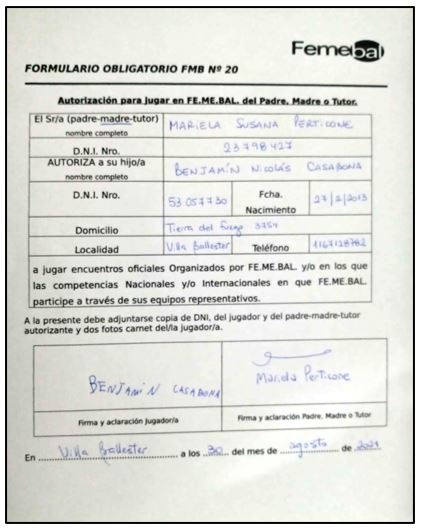 Femebal
FORMULARIO OBLIGATORIO FMB Nº 20
Autorización para jugar en FE.ME.BAL. del Padre, Madre o Tutor.
El Sr/a (padre-madre-tutor) MARIELA SUSANA PERTICONE
nombre completo
D.N.I. Nro. 23798427
AUTORIZA a su hijo/a BENJAMÍN NICOLÁS CASABONA
nombre completo
D.N.I. Nro. 53057730 Fcha. Nacimiento 27/2/2013
Domicilio Tierra del fuego 3754
Localidad Villa Ballester Teléfono 1167128782
a jugar encuentros oficiales Organizados por FE.ME.BAL. y/o en los que
las competencias Nacionales y/o Internacionales en que FE.ME.BAL.
participe a través de sus equipos representativos.
A la presente debe adjuntarse copia de DNI, del jugador y del padre-madre-tutor
autorizante y dos fotos carnet del/la jugador/a.
BENJAMÍN CASABONA Mariela Perticone
Firma y aclaración Jugador/a Firma y aclaración Padre, Madre o Tutor
En Villa Ballester a los 30 del mes de agosto de 2021